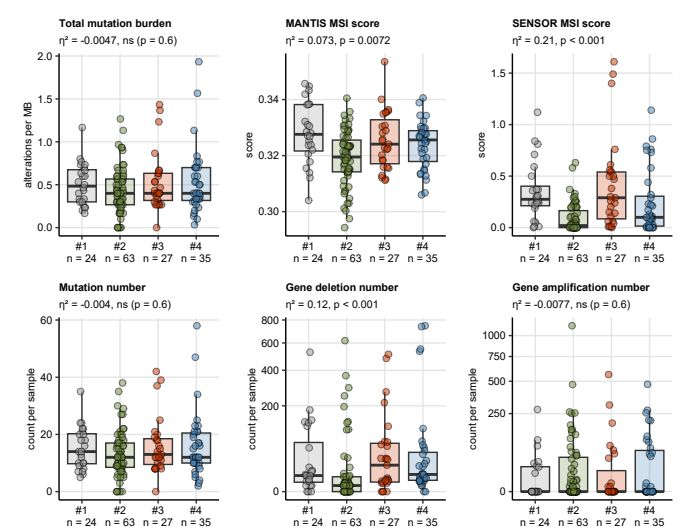 Total mutation burden
η² = -0.0047, ns (p = 0.6)
alterations per MB
2.0
1.5
1.0
0.5
0.0
#1 #2 #3 #4
n = 24 n = 63 n = 27 n = 35
MANTIS MSI score
η² = 0.073, p = 0.0072
score
0.34
0.32
0.30
#1 #2 #3 #4
n = 24 n = 63 n = 27 n = 35
SENSOR MSI score
η² = 0.21, p < 0.001
score
1.5
1.0
0.5
0.0
#1 #2 #3 #4
n = 24 n = 63 n = 27 n = 35
Mutation number
η² = -0.004, ns (p = 0.6)
count per sample
60
40
20
0
#1 #2 #3 #4
n = 24 n = 63 n = 27 n = 35
Gene deletion number
η² = 0.12, p < 0.001
count per sample
800
600
400
200
0
#1 #2 #3 #4
n = 24 n = 63 n = 27 n = 35
Gene amplification number
η² = -0.0077, ns (p = 0.6)
count per sample
1000
750
500
250
0
#1 #2 #3 #4
n = 24 n = 63 n = 27 n = 35